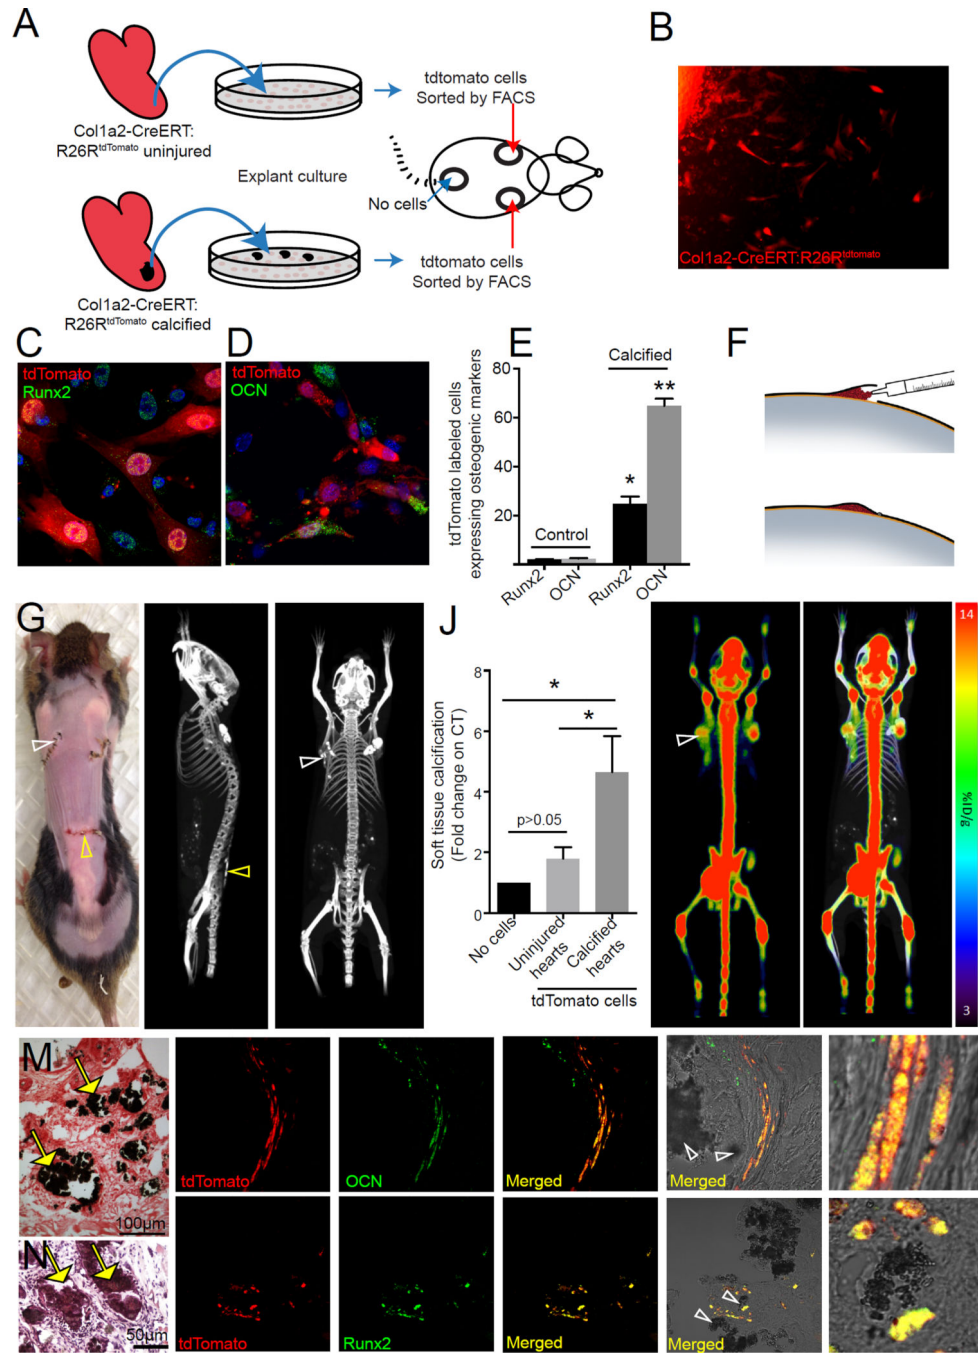 A
Col1a2-CreERT:
R26RtdTomato uninjured
Explant culture
Col1a2-CreERT:
R26RtdTomato calcified
tdtomato cells
Sorted by FACS
No cells
tdtomato cells
Sorted by FACS
B
Col1a2-CreERT:R26Rtdtomato
C
tdTomato
Runx2
D
tdTomato
OCN
E
tdTomato labeled cells
expressing osteogenic markers
80
60
40
20
Calcified
**
*
Control
Runx2
OCN
Runx2
OCN
F
G
J
Soft tissue calcification
(Fold change on CT)
8
6
4
2
0
*
*
p>0.05
No cells
Uninjured
hearts
Calcified
hearts
tdTomato cells
14
%ID/g
3
M
100µm
tdTomato
OCN
Merged
Merged
N
50µm
tdTomato
Runx2
Merged
Merged